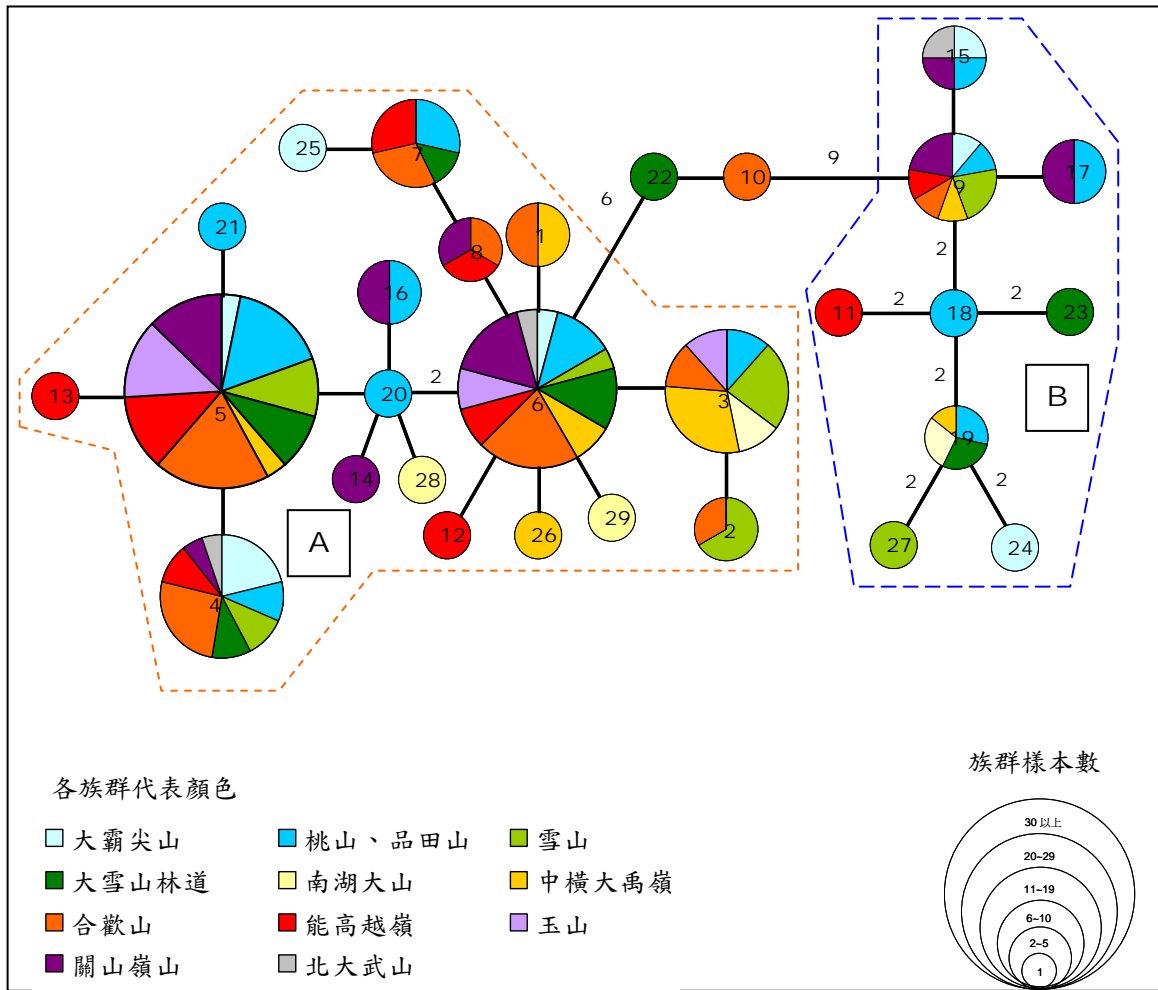 15
25
7
9
22
10
9
17
6
21
8
1
2
16
11
2
18
2
23
13
5
20
2
6
3
2
B
19
14
28
2
2
12
26
29
2
27
24
A
4
各族群代表顏色
大霸尖山
桃山、品田山
雪山
大雪山林道
南湖大山
中橫大禹嶺
合歡山
能高越嶺
玉山
關山嶺山
北大武山
族群樣本數
30以上
20~29
11~19
6~10
2~5
1